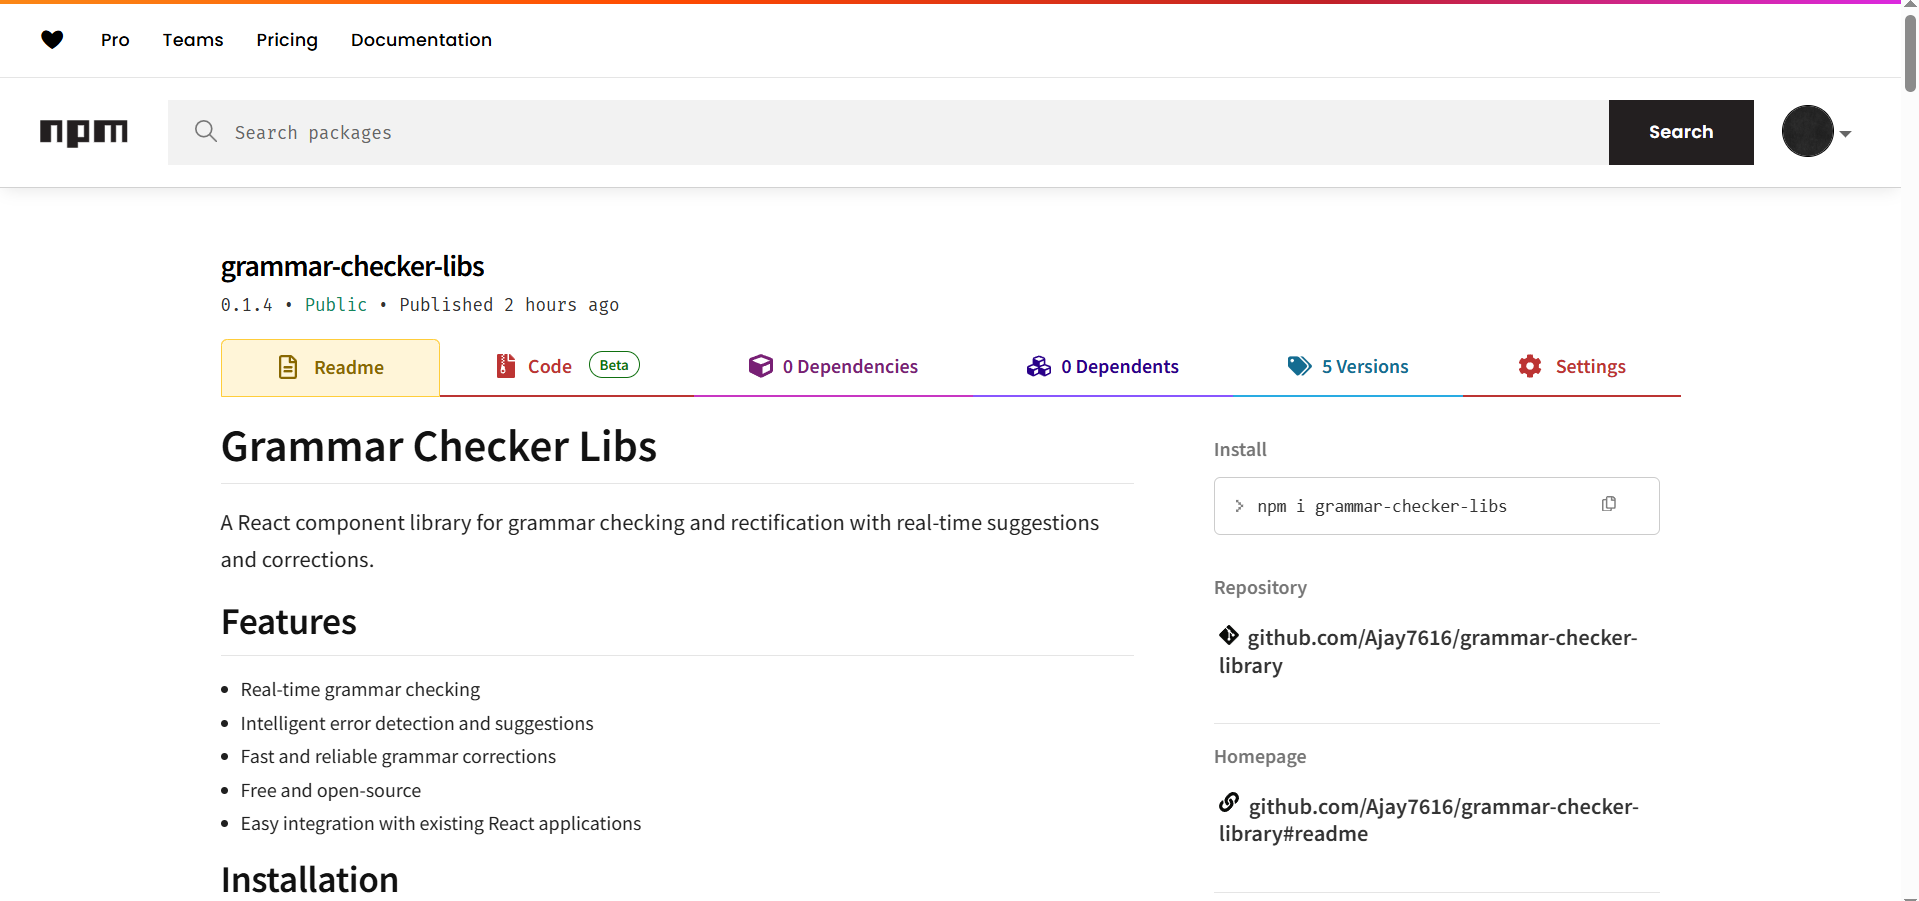 Pro Teams Pricing Documentation
npm Search packages Search
grammar-checker-libs
0.1.4 • Public • Published 2 hours ago
Readme Code Beta 0 Dependencies 0 Dependents 5 Versions Settings
Grammar Checker Libs
A React component library for grammar checking and rectification with real-time suggestions
and corrections.
Features
• Real-time grammar checking
• Intelligent error detection and suggestions
• Fast and reliable grammar corrections
• Free and open-source
• Easy integration with existing React applications
Installation
Install
> npm i grammar-checker-libs
Repository
github.com/Ajay7616/grammar-checker-
library
Homepage
github.com/Ajay7616/grammar-checker-
library#readme